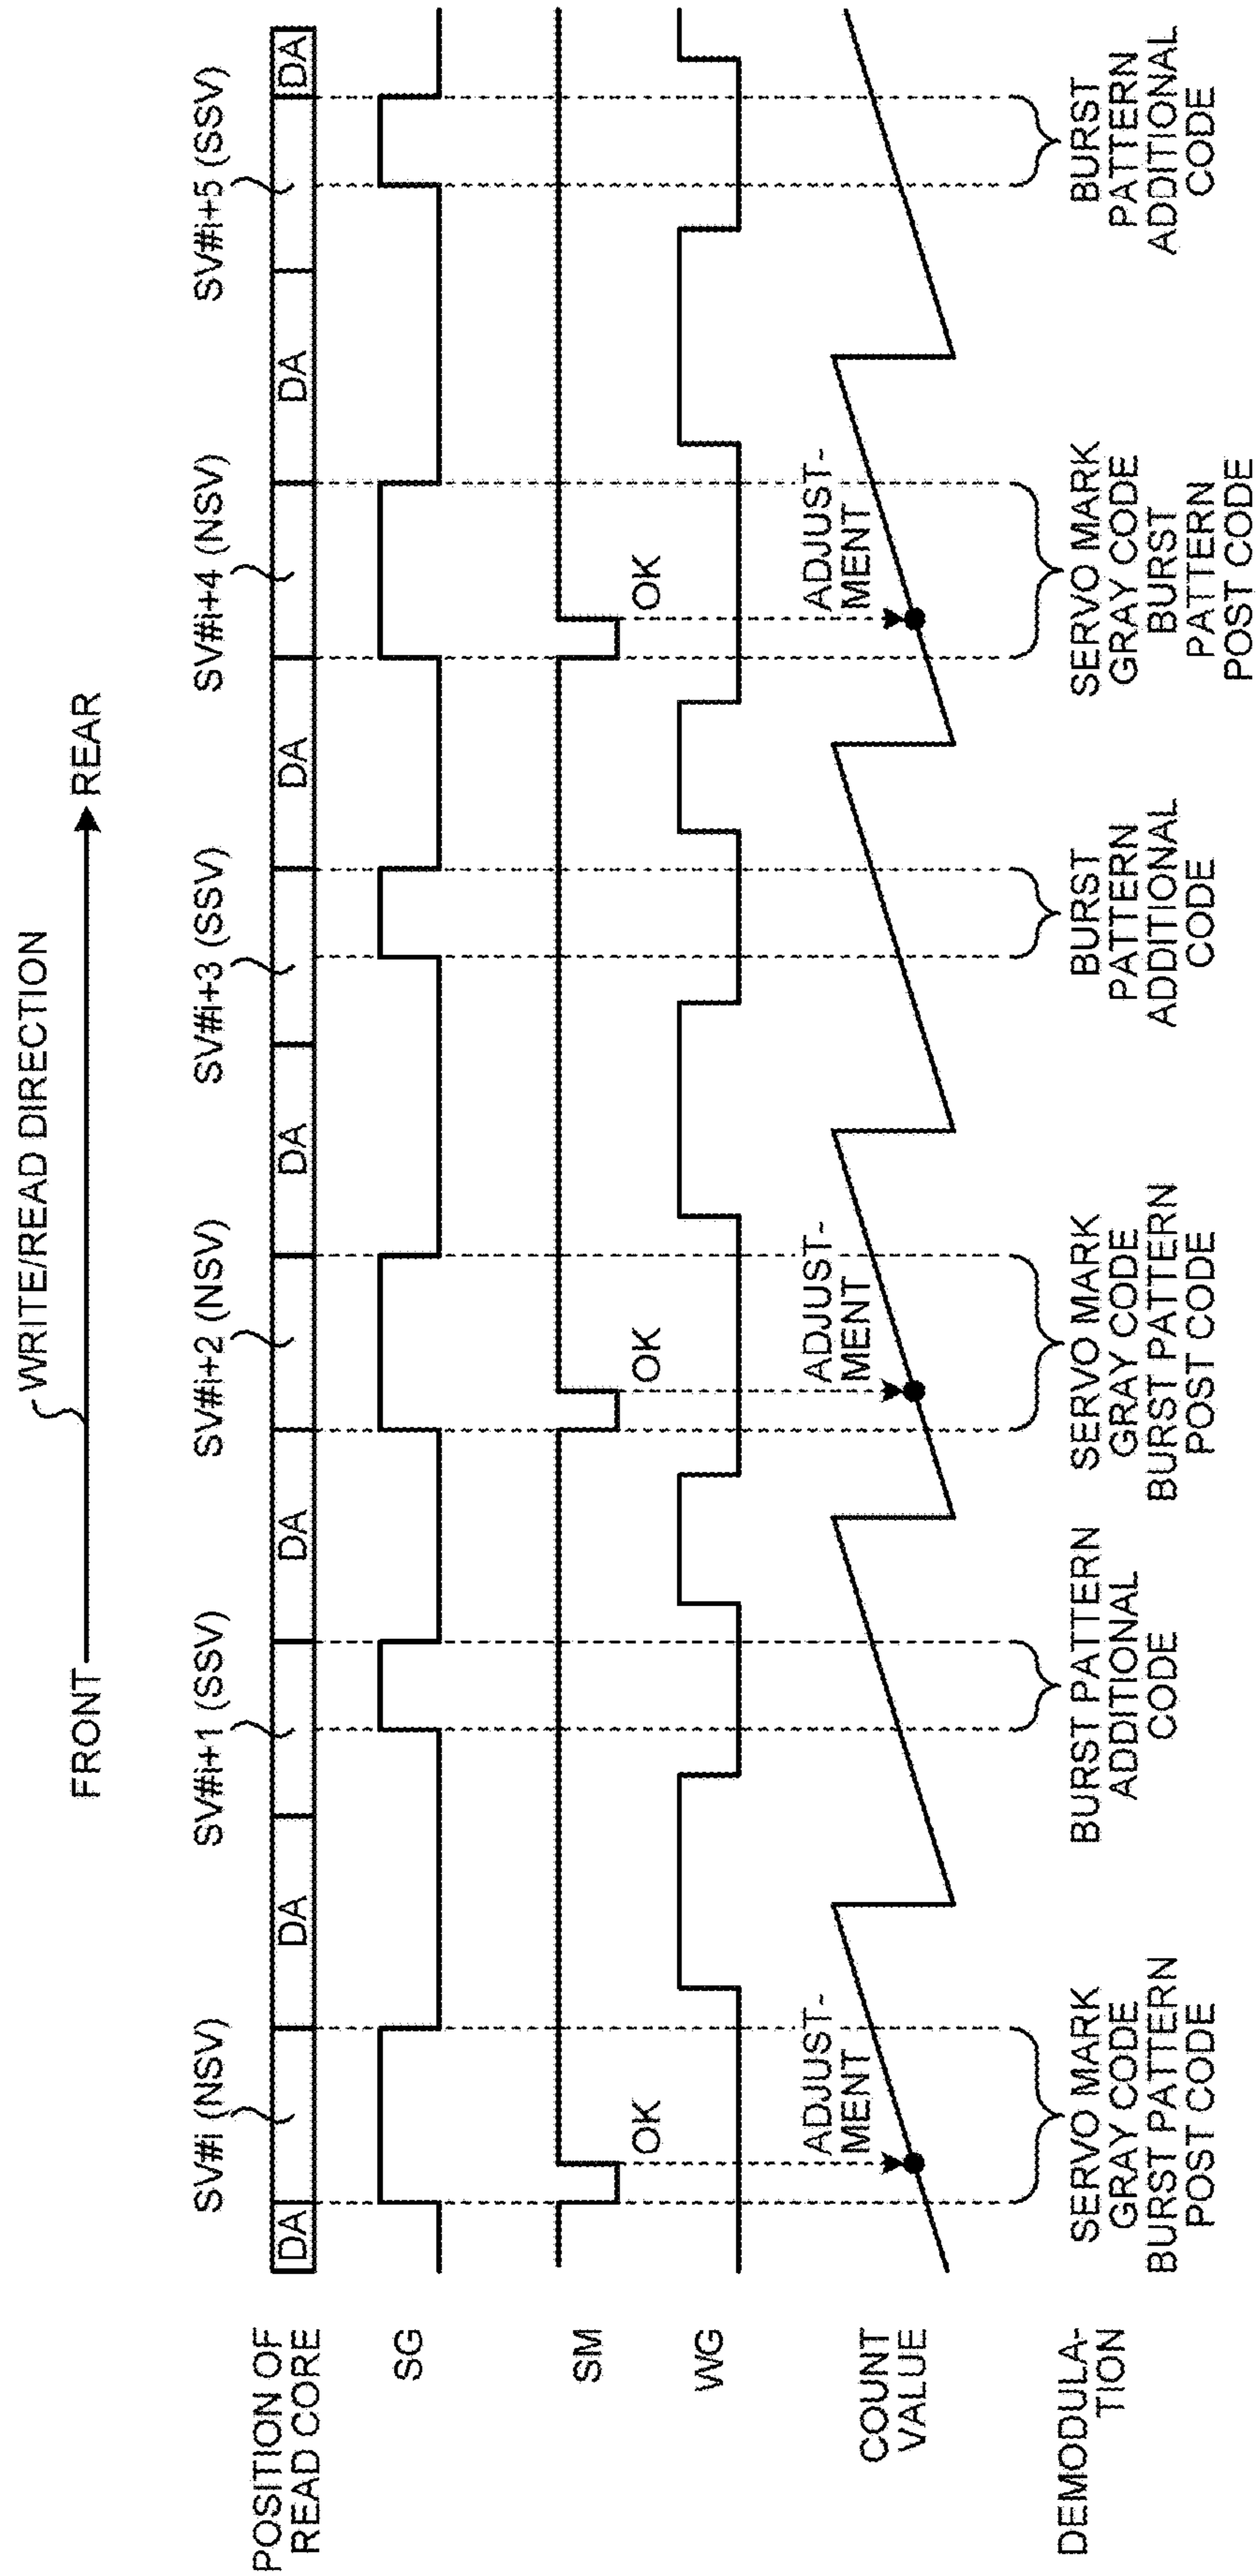 WRITE/READ DIRECTION
FRONT
REAR
POSITION OF
READ CORE
DA
SV#i (NSV)
DA
SV#i+1 (SSV)
DA
SV#i+2 (NSV)
DA
SV#i+3 (SSV)
DA
SV#i+4 (NSV)
DA
SV#i+5 (SSV)
DA
SG
SM
OK
OK
OK
WG
COUNT
VALUE
ADJUST-
MENT
ADJUST-
MENT
ADJUST-
MENT
DEMODULA-
TION
SERVO MARK
GRAY CODE
BURST PATTERN
POST CODE
BURST PATTERN
ADDITIONAL
CODE
SERVO MARK
GRAY CODE
BURST PATTERN
POST CODE
BURST
PATTERN
ADDITIONAL
CODE
SERVO MARK
GRAY CODE
BURST
PATTERN
POST CODE
BURST
PATTERN
ADDITIONAL
CODE